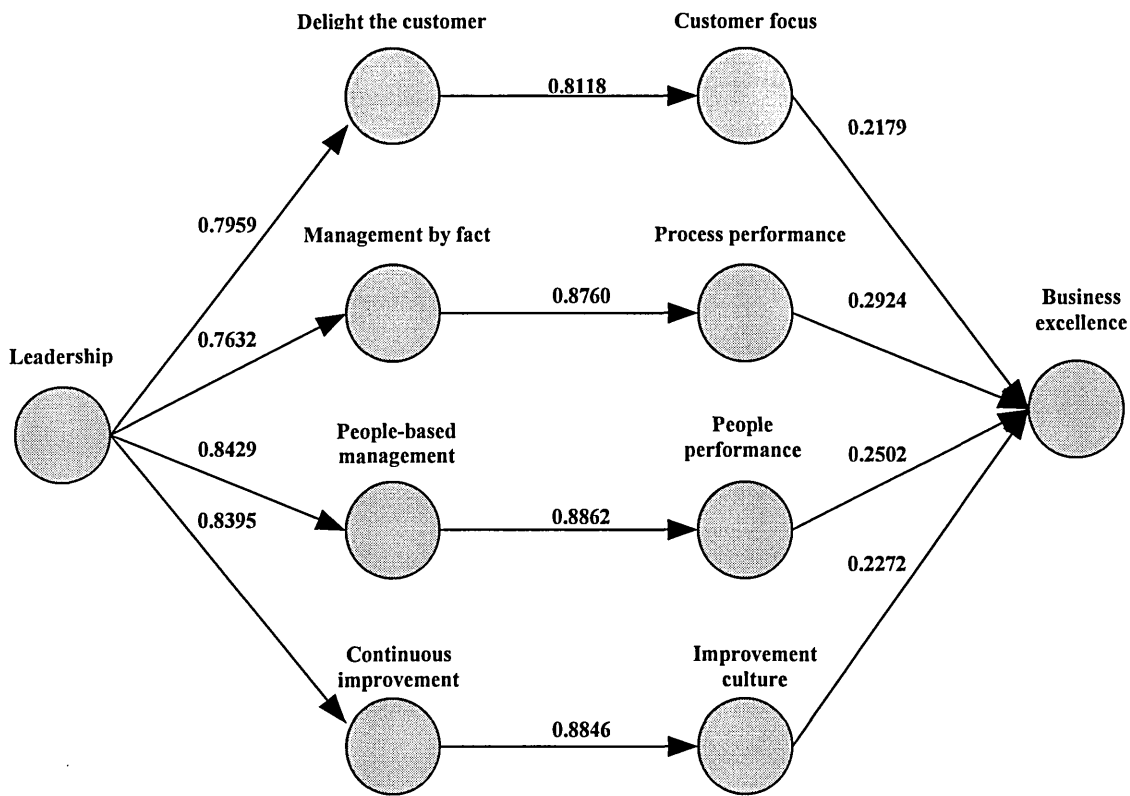 Delight the customer
Customer focus
0.8118
0.2179
0.7959
Management by fact
Process performance
0.8760
0.2924
Business
excellence
0.7632
Leadership
People-based
management
People
performance
0.8429
0.2502
0.8395
0.8862
0.2272
Continuous
improvement
Improvement
culture
0.8846